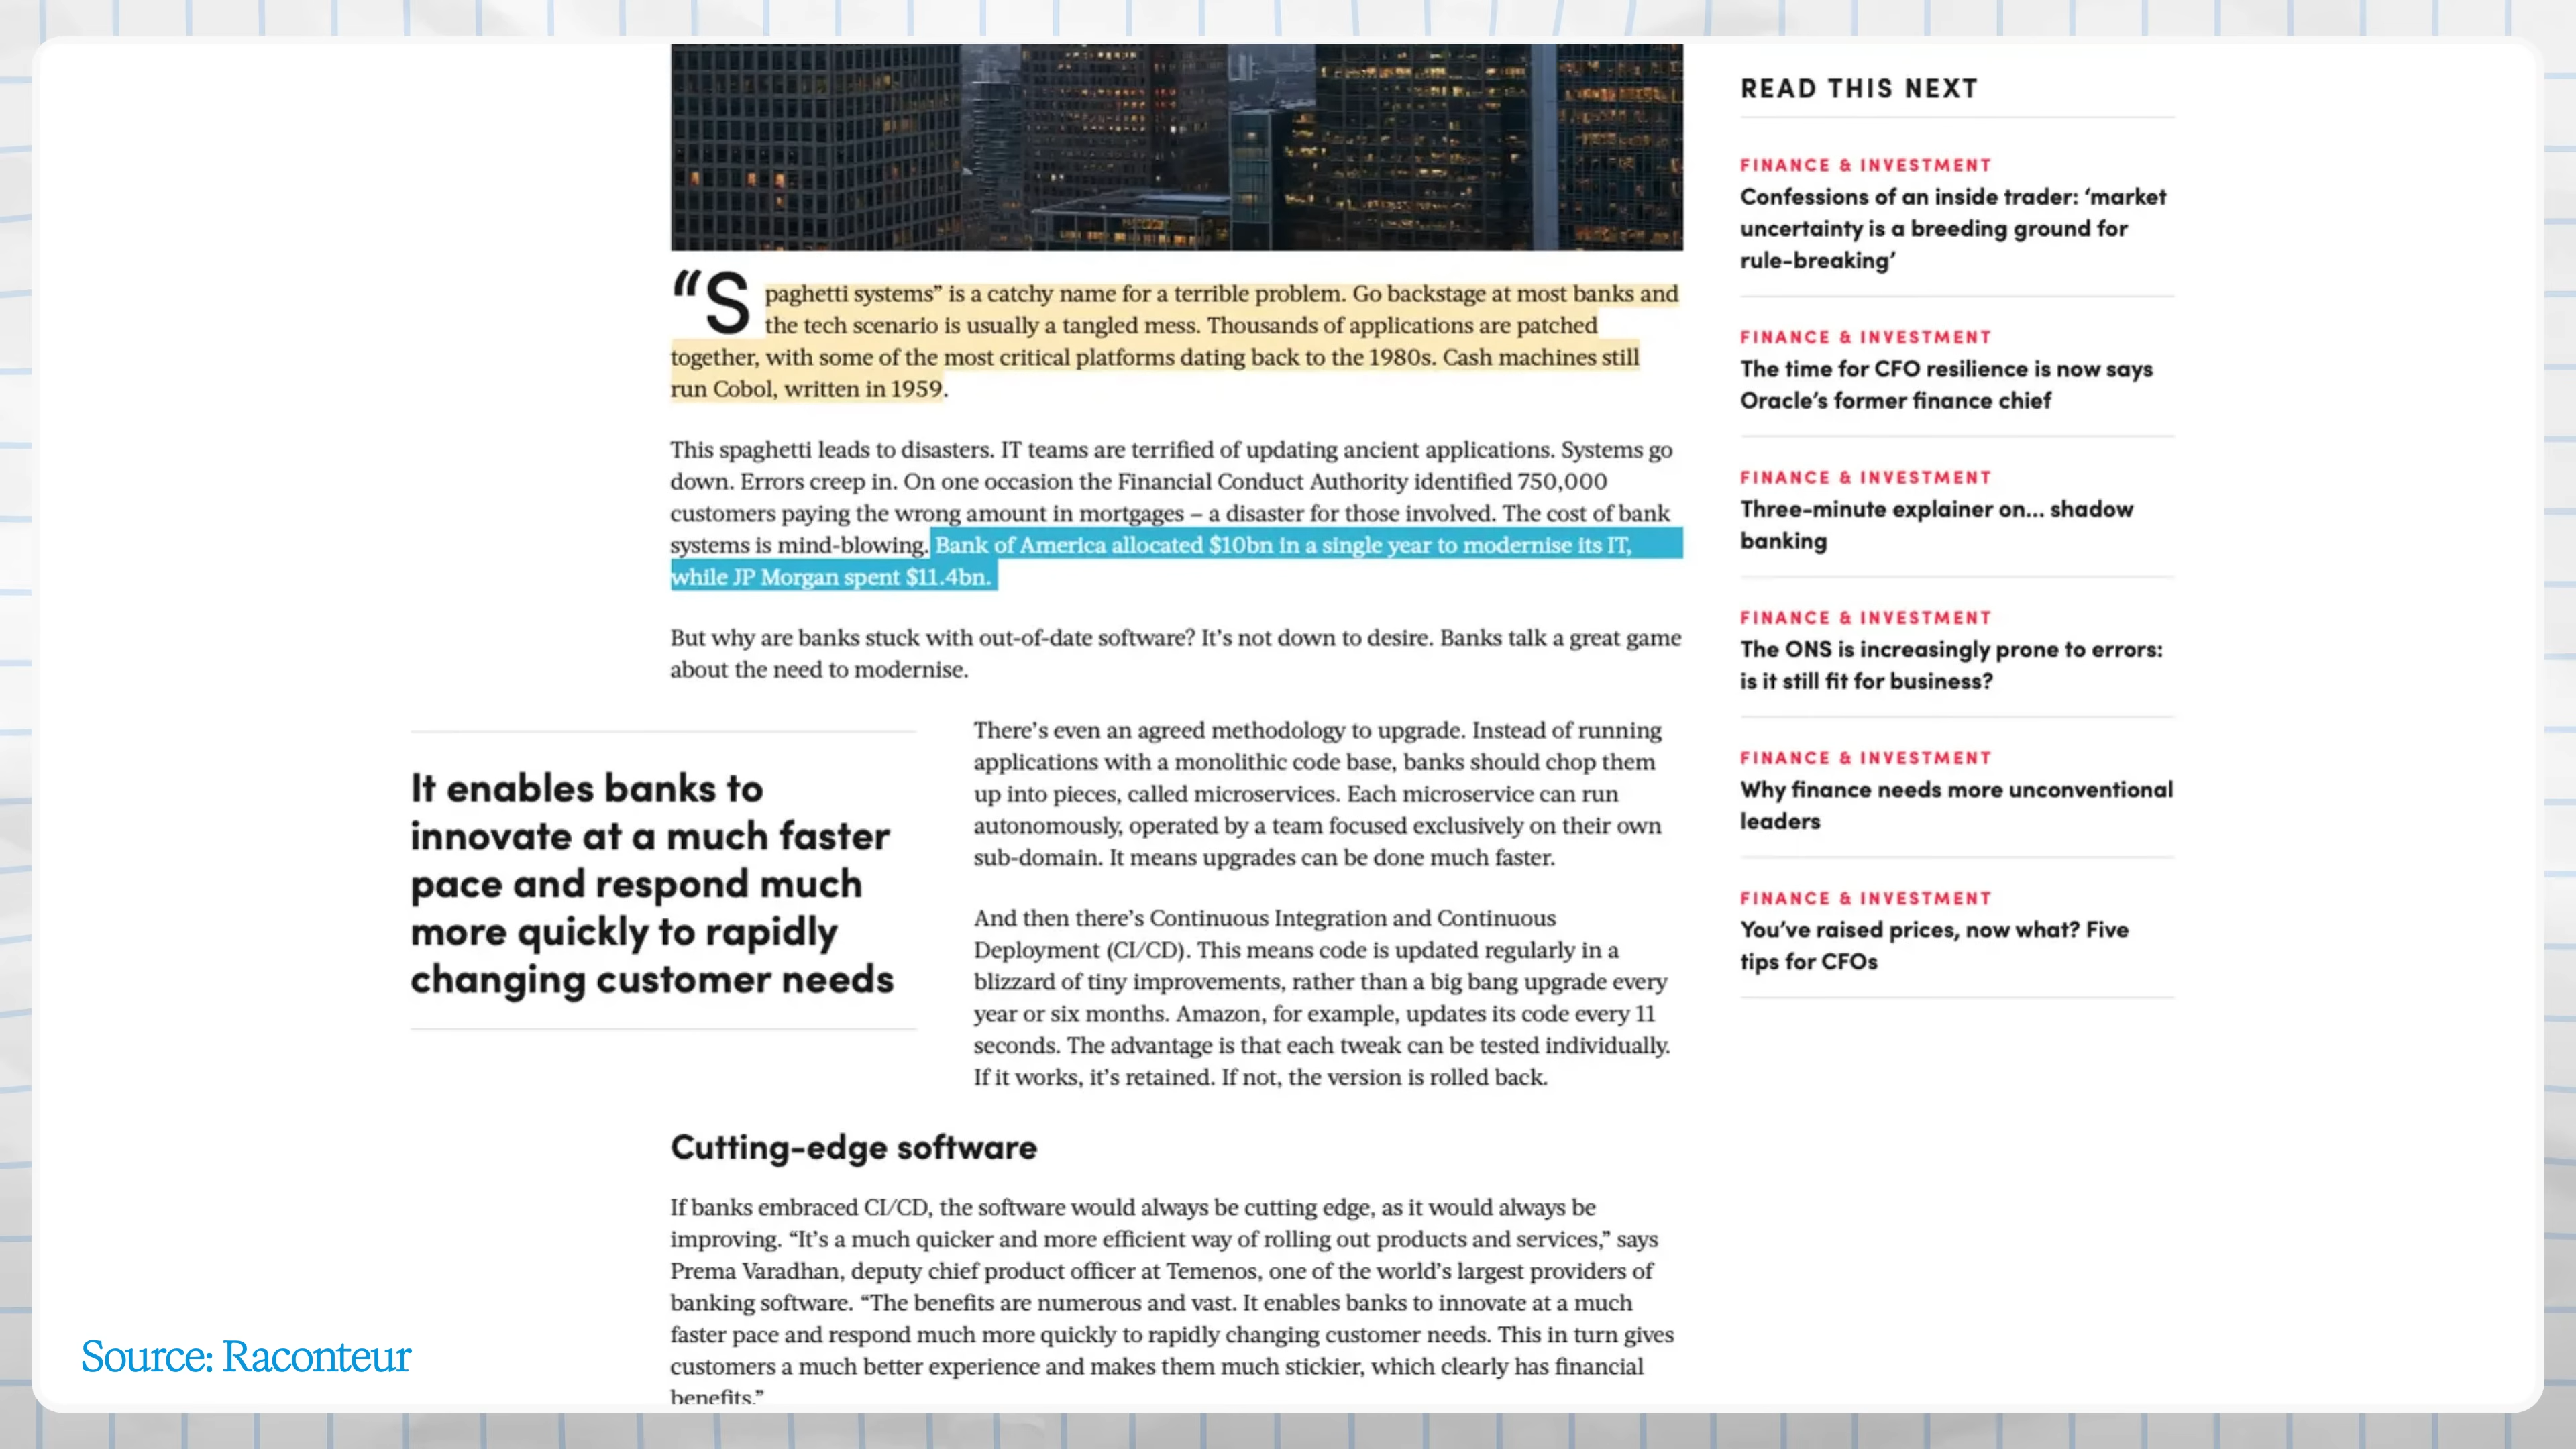 “Spaghetti systems” is a catchy name for a terrible problem. Go backstage at most banks and
the tech scenario is usually a tangled mess. Thousands of applications are patched
together, with some of the most critical platforms dating back to the 1980s. Cash machines still
run Cobol, written in 1959.
This spaghetti leads to disasters. IT teams are terrified of updating ancient applications. Systems go
down. Errors creep in. On one occasion the Financial Conduct Authority identified 750,000
customers paying the wrong amount in mortgages – a disaster for those involved. The cost of bank
systems is mind-blowing. Bank of America allocated $10bn in a single year to modernise its IT,
while JP Morgan spent $11.4bn.
But why are banks stuck with out-of-date software? It’s not down to desire. Banks talk a great game
about the need to modernise.
It enables banks to
innovate at a much faster
pace and respond much
more quickly to rapidly
changing customer needs
There’s even an agreed methodology to upgrade. Instead of running
applications with a monolithic code base, banks should chop them
up into pieces, called microservices. Each microservice can run
autonomously, operated by a team focused exclusively on their own
sub-domain. It means upgrades can be done much faster.
And then there’s Continuous Integration and Continuous
Deployment (CI/CD). This means code is updated regularly in a
blizzard of tiny improvements, rather than a big bang upgrade every
year or six months. Amazon, for example, updates its code every 11
seconds. The advantage is that each tweak can be tested individually.
If it works, it’s retained. If not, the version is rolled back.
Cutting-edge software
If banks embraced CI/CD, the software would always be cutting edge, as it would always be
improving. “It’s a much quicker and more efficient way of rolling out products and services,” says
Prema Varadhan, deputy chief product officer at Temenos, one of the world’s largest providers of
banking software. “The benefits are numerous and vast. It enables banks to innovate at a much
faster pace and respond much more quickly to rapidly changing customer needs. This in turn gives
customers a much better experience and makes them much stickier, which clearly has financial
benefits.”
READ THIS NEXT
FINANCE & INVESTMENT
Confessions of an inside trader: ‘market
uncertainty is a breeding ground for
rule-breaking’
FINANCE & INVESTMENT
The time for CFO resilience is now says
Oracle’s former finance chief
FINANCE & INVESTMENT
Three-minute explainer on... shadow
banking
FINANCE & INVESTMENT
The ONS is increasingly prone to errors:
is it still fit for business?
FINANCE & INVESTMENT
Why finance needs more unconventional
leaders
FINANCE & INVESTMENT
You’ve raised prices, now what? Five
tips for CFOs
Source: Raconteur